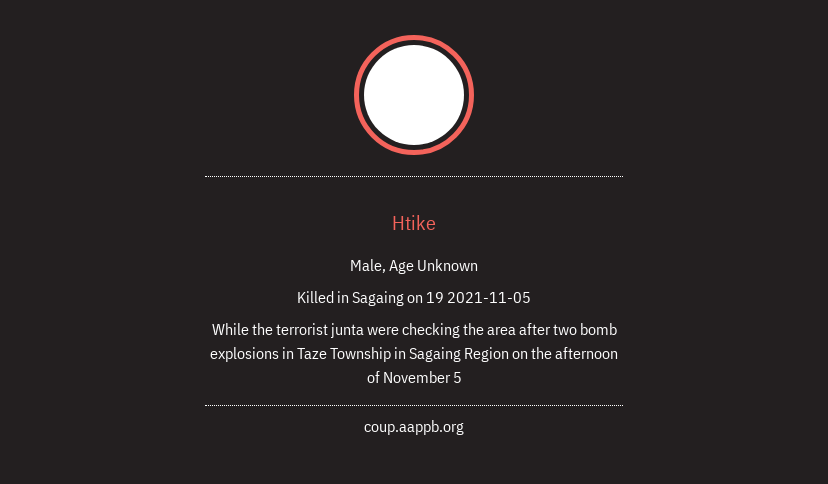 Htike
Male, Age Unknown
Killed in Sagaing on 19 2021-11-05
While the terrorist junta were checking the area after two bomb
explosions in Taze Township in Sagaing Region on the afternoon
of November 5
coup.aappb.org